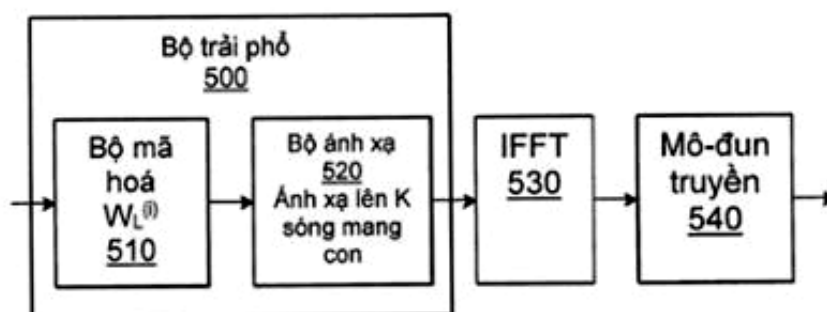 Bộ trải phổ
500
Bộ mã
hoá
W_L^(i)
510
Bộ ánh xạ
520
Ánh xạ lên K
sóng mang
con
IFFT
530
Mô-đun
truyền
540